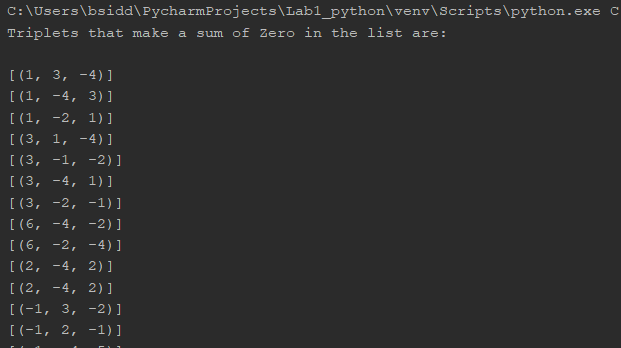 C:\Users\bsidd\PycharmProjects\Lab1_python\venv\Scripts\python.exe C
Triplets that make a sum of Zero in the list are:
[(1, 3, -4)]
[(1, -4, 3)]
[(1, -2, 1)]
[(3, 1, -4)]
[(3, -1, -2)]
[(3, -4, 1)]
[(3, -2, -1)]
[(6, -4, -2)]
[(6, -2, -4)]
[(2, -4, 2)]
[(2, -4, 2)]
[(-1, 3, -2)]
[(-1, 2, -1)]